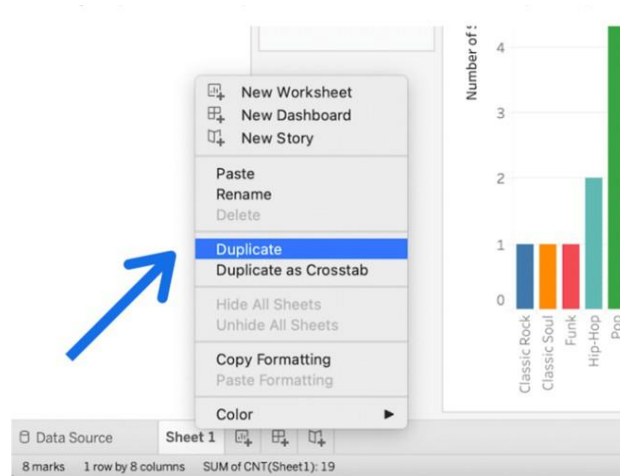 New Worksheet
New Dashboard
New Story
Paste
Rename
Delete
Duplicate
Duplicate as Crosstab
Hide All Sheets
Unhide All Sheets
Copy Formatting
Paste Formatting
Color
Number of
4
3
2
1
0
Classic Rock
Classic Soul
Funk
Hip-Hop
Pop
Data Source
Sheet 1
8 marks 1 row by 8 columns SUM of CNT(Sheet1): 19